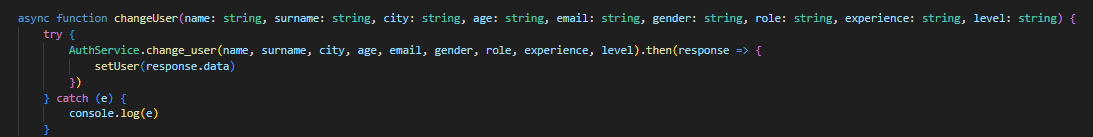 async function changeUser(name: string, surname: string, city: string, age: string, email: string, gender: string, role: string, experience: string, level: string) {
try {
AuthService.change_user(name, surname, city, age, email, gender, role, experience, level).then(response => {
setUser(response.data)
})
} catch (e) {
console.log(e)
}